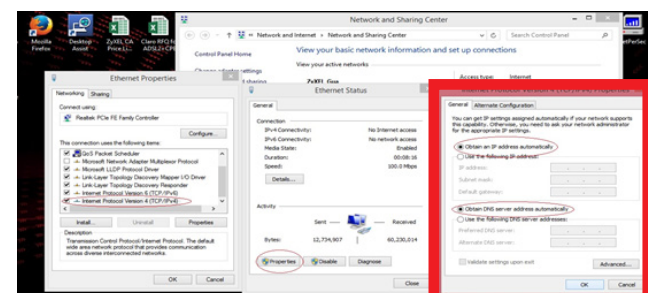 Mozilla
Firefox
Desktop
Assist
ZyXEL CA
Price Li...
Clare RFQ fo
ADSL2+CPE
Network and Sharing Center
Network and Internet
Network and Sharing Center
Search Control Panel
Control Panel Home
View your basic network information and set up connections
View your active networks
Access type:
Internet
Ethernet Properties
Networking
Sharing
Connect using:
Realtek PCIe FE Family Controller
Configure...
This connection uses the following items:
QoS Packet Scheduler
Microsoft Network Adapter Multiplexor Protocol
Microsoft LLDP Protocol Driver
Link-Layer Topology Discovery Mapper I/O Driver
Link-Layer Topology Discovery Responder
Internet Protocol Version 6 (TCP/IPv6)
Internet Protocol Version 4 (TCP/IPv4)
Install...
Uninstall
Properties
Description
Transmission Control Protocol/Internet Protocol. The default
wide area network protocol that provides communication
across diverse interconnected networks.
OK
Cancel
Ethernet Status
General
Connection
IPv4 Connectivity:
No Internet access
IPv6 Connectivity:
No network access
Media State:
Enabled
Duration:
00:08:16
Speed:
100.0 Mbps
Details...
Activity
Sent
Received
Bytes:
12,734,907
60,230,014
Properties
Disable
Diagnose
Close
General
Alternate Configuration
You can get IP settings assigned automatically if your network supports
this capability. Otherwise, you need to ask your network administrator
for the appropriate IP settings.
Obtain an IP address automatically
Use the following IP address:
IP address:
Subnet mask:
Default gateway:
Obtain DNS server address automatically
Use the following DNS server addresses:
Preferred DNS server:
Alternate DNS server:
Validate settings upon exit
Advanced...
OK
Cancel